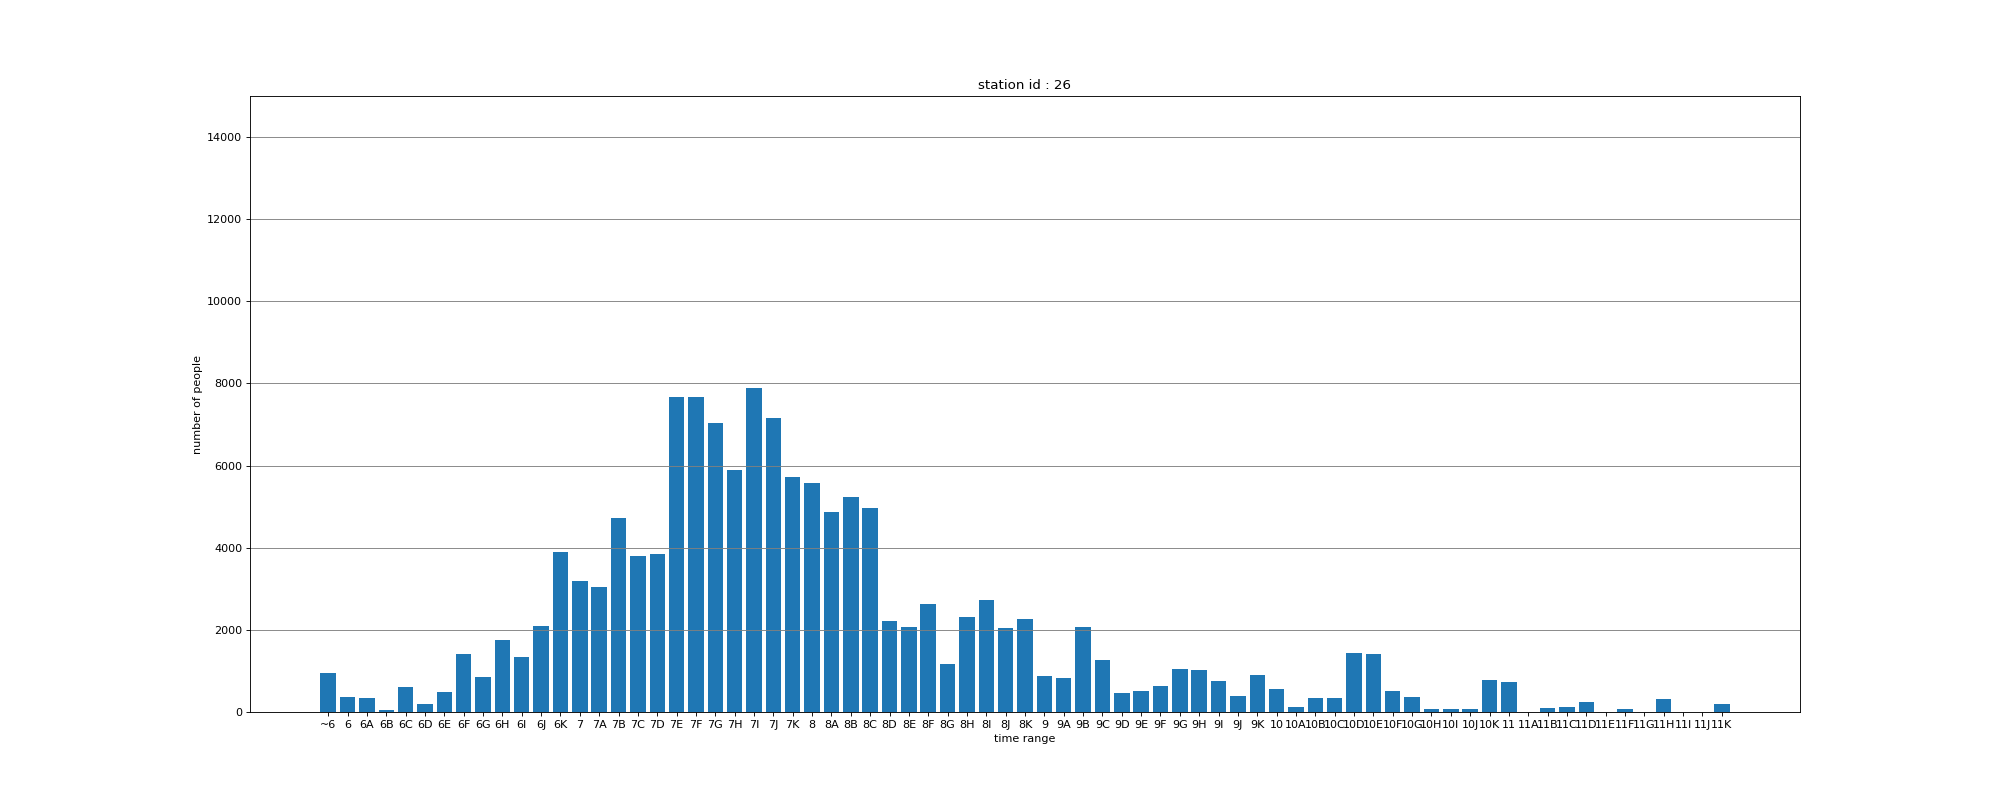 station id : 26
14000
12000
10000
8000
6000
4000
2000
0
number of people
~6 6 6A 6B 6C 6D 6E 6F 6G 6H 6I 6J 6K 7 7A 7B 7C 7D 7E 7F 7G 7H 7I 7J 7K 8 8A 8B 8C 8D 8E 8F 8G 8H 8I 8J 8K 9 9A 9B 9C 9D 9E 9F 9G 9H 9I 9J 9K 10 10A 10B 10C 10D 10E 10F 10G 10H 10I 10J 10K 11 11A 11B 11C 11D 11E 11F 11G 11H 11I 11J 11K
time range